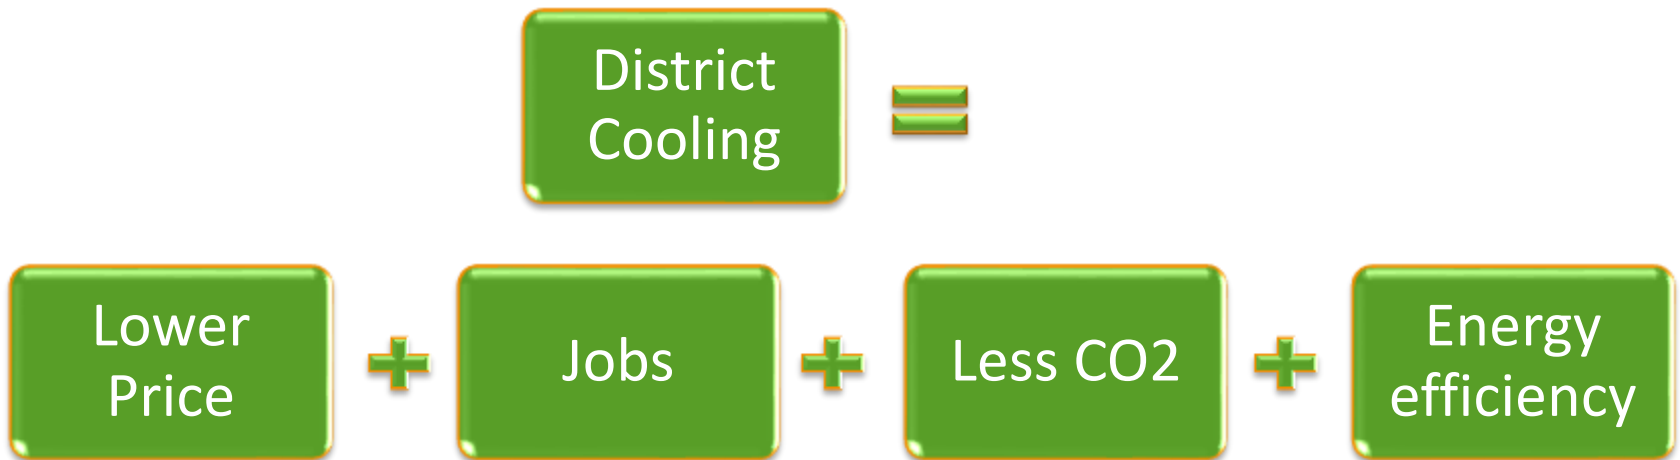 District
Cooling
=
Lower
Price
+
Jobs
+
Less CO2
+
Energy
efficiency